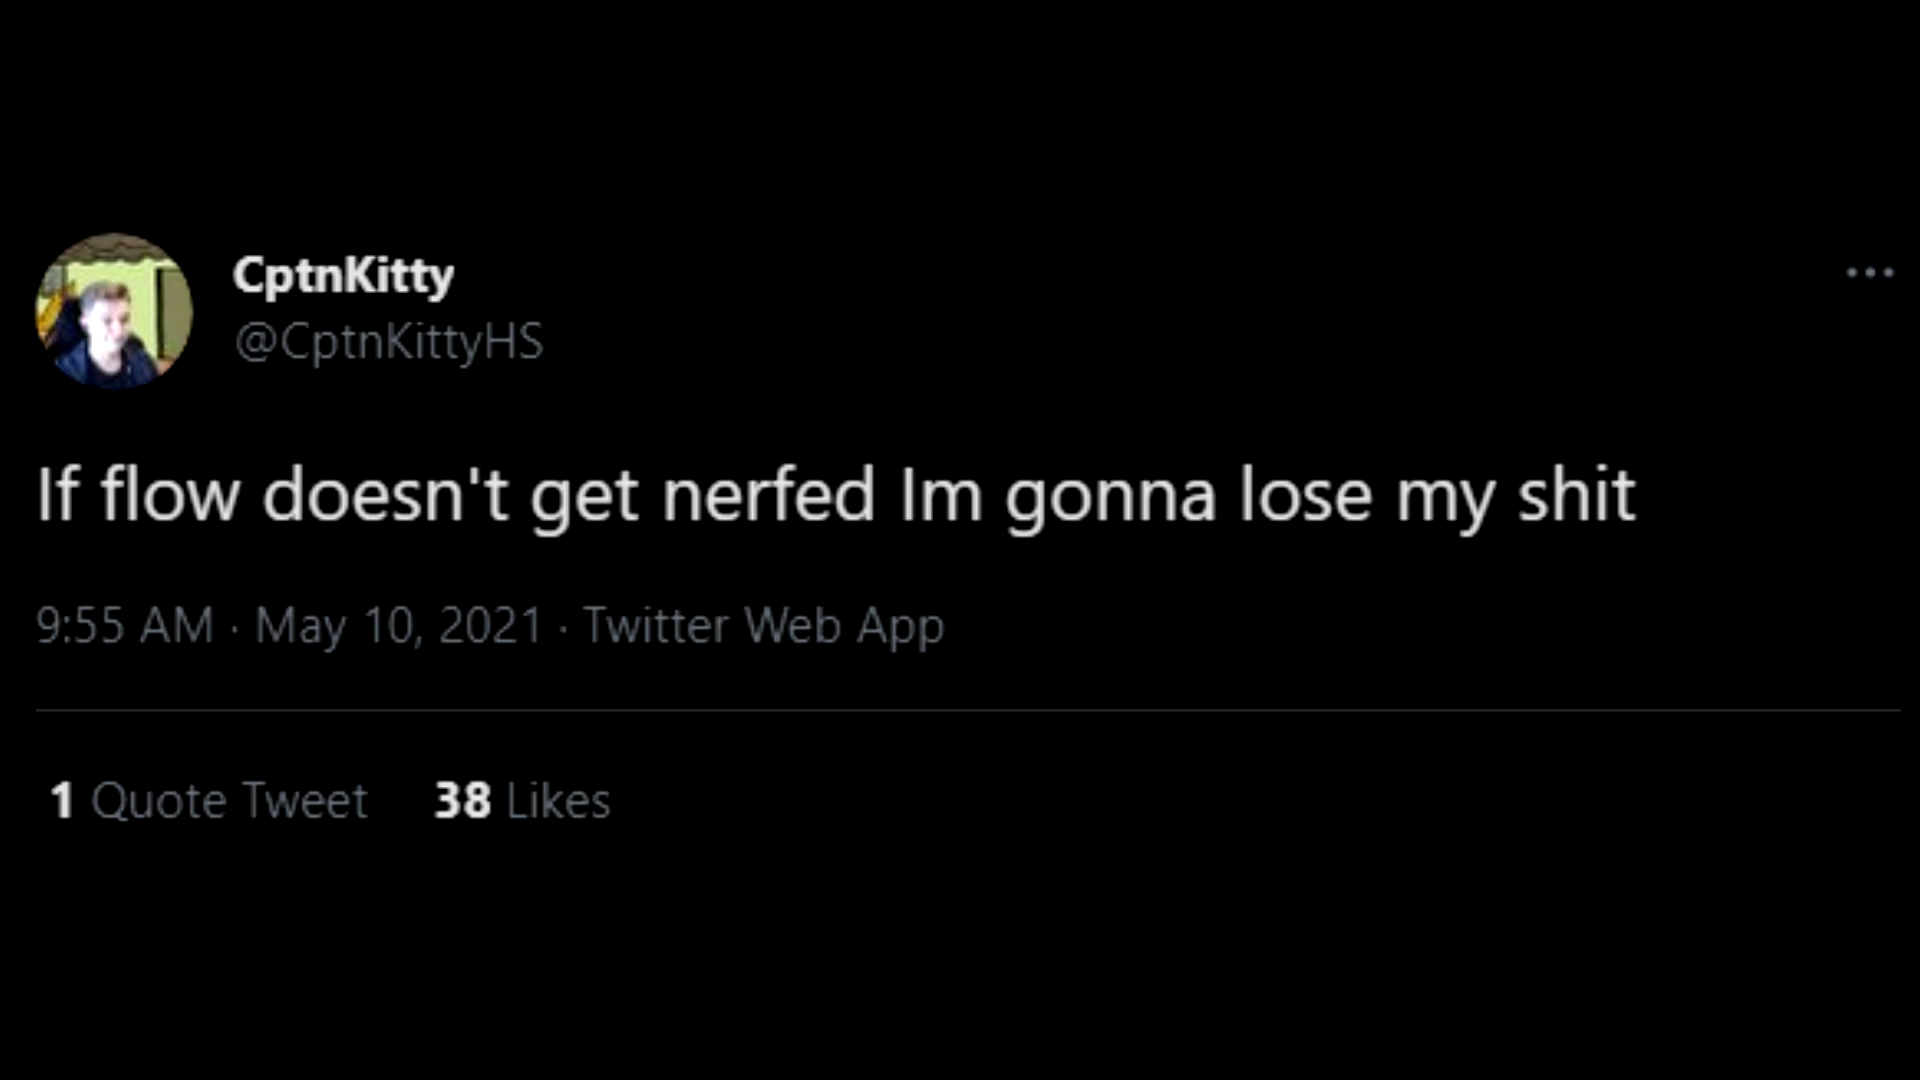 CptnKitty
@CptnKittyHS
If flow doesn't get nerfed Im gonna lose my shit
9:55 AM · May 10, 2021 · Twitter Web App
1 Quote Tweet 38 Likes